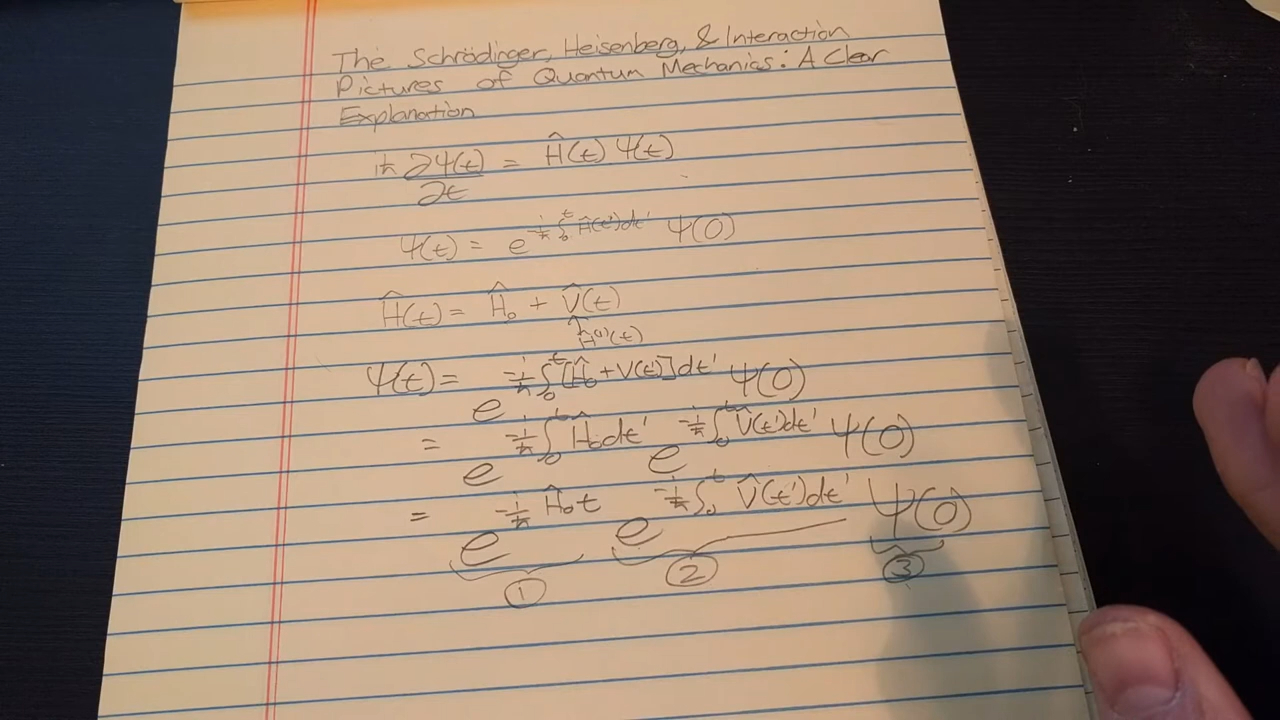 The Schrödinger, Heisenberg, & Interaction
Pictures of Quantum Mechanics: A Clear
Explanation
iħ ∂Ψ(t)/∂t = Ĥ(t) Ψ(t)
Ψ(t) = e^{-i/ħ ∫₀ᵗ Ĥ(t')dt'} Ψ(0)
Ĥ(t) = Ĥ₀ + V̂(t)
↑ Ĥ⁽¹⁾(t)
Ψ(t) = e^{-i/ħ ∫₀ᵗ [Ĥ₀ + V(t')]dt'} Ψ(0)
= e^{-i/ħ ∫₀ᵗ Ĥ₀dt'} e^{-i/ħ ∫₀ᵗ V̂(t')dt'} Ψ(0)
= e^{-i/ħ Ĥ₀t} e^{-i/ħ ∫₀ᵗ V̂(t')dt'} Ψ(0)
① ② ③